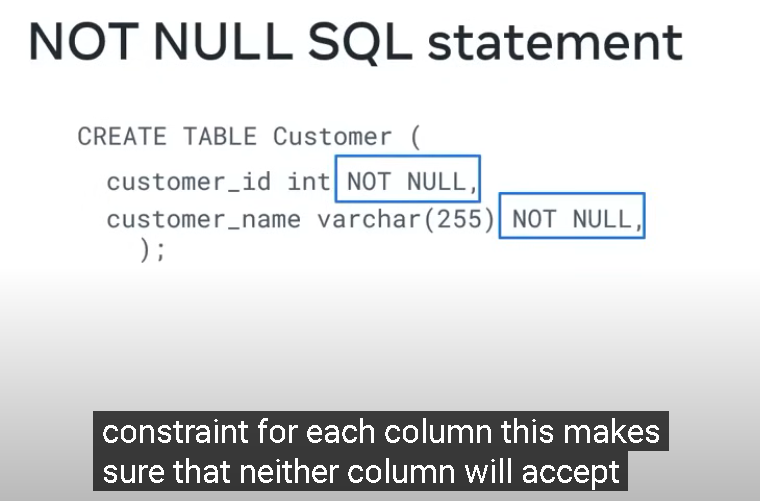 NOT NULL SQL statement
CREATE TABLE Customer (
customer_id int NOT NULL,
customer_name varchar(255) NOT NULL,
);
constraint for each column this makes
sure that neither column will accept